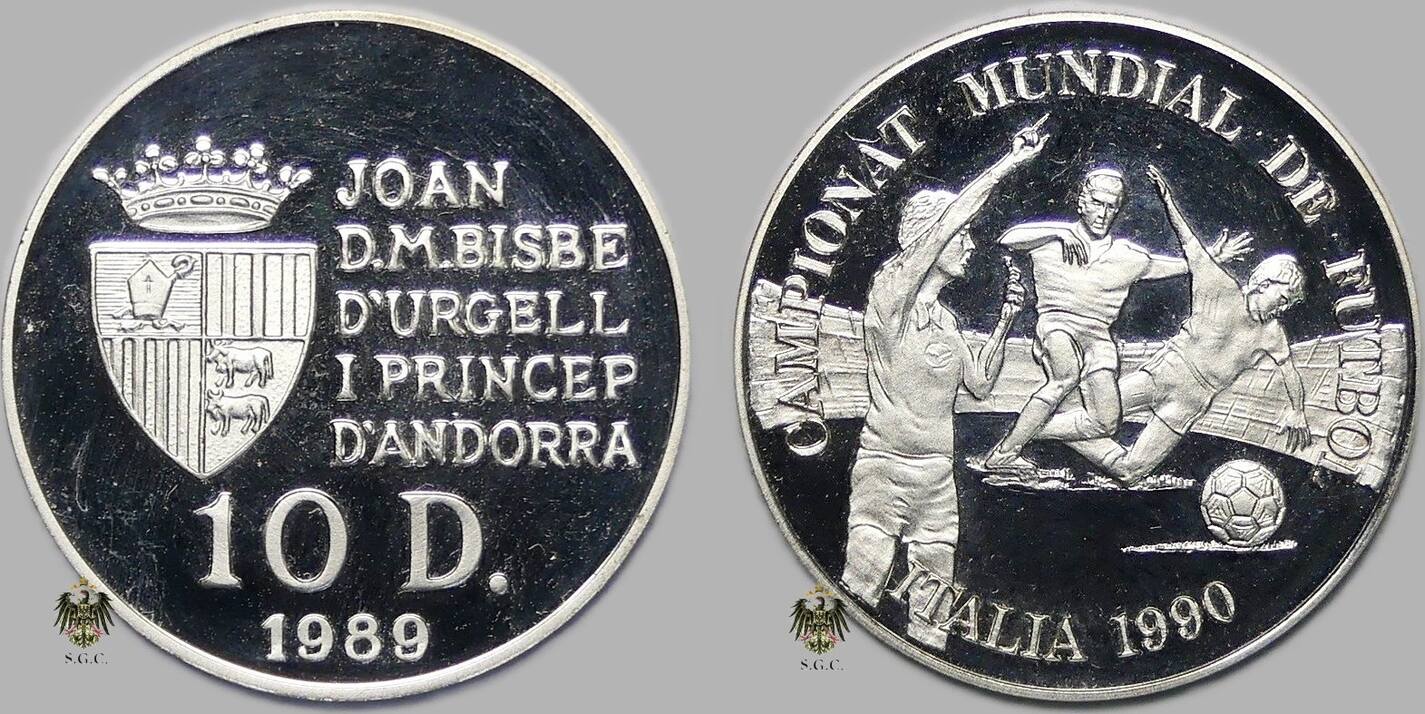 JOAN
D.M.BISBE
D'URGELL
I PRINCEP
D'ANDORRA
10 D.
1989
S.G.C.
CAMPIONAT MUNDIAL DE FUTBOL
ITALIA 1990
S.G.C.